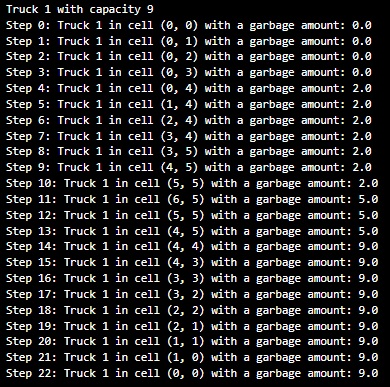 Truck 1 with capacity 9
Step 0: Truck 1 in cell (0, 0) with a garbage amount: 0.0
Step 1: Truck 1 in cell (0, 1) with a garbage amount: 0.0
Step 2: Truck 1 in cell (0, 2) with a garbage amount: 0.0
Step 3: Truck 1 in cell (0, 3) with a garbage amount: 0.0
Step 4: Truck 1 in cell (0, 4) with a garbage amount: 2.0
Step 5: Truck 1 in cell (1, 4) with a garbage amount: 2.0
Step 6: Truck 1 in cell (2, 4) with a garbage amount: 2.0
Step 7: Truck 1 in cell (3, 4) with a garbage amount: 2.0
Step 8: Truck 1 in cell (3, 5) with a garbage amount: 2.0
Step 9: Truck 1 in cell (4, 5) with a garbage amount: 2.0
Step 10: Truck 1 in cell (5, 5) with a garbage amount: 2.0
Step 11: Truck 1 in cell (6, 5) with a garbage amount: 5.0
Step 12: Truck 1 in cell (5, 5) with a garbage amount: 5.0
Step 13: Truck 1 in cell (4, 5) with a garbage amount: 5.0
Step 14: Truck 1 in cell (4, 4) with a garbage amount: 9.0
Step 15: Truck 1 in cell (4, 3) with a garbage amount: 9.0
Step 16: Truck 1 in cell (3, 3) with a garbage amount: 9.0
Step 17: Truck 1 in cell (3, 2) with a garbage amount: 9.0
Step 18: Truck 1 in cell (2, 2) with a garbage amount: 9.0
Step 19: Truck 1 in cell (2, 1) with a garbage amount: 9.0
Step 20: Truck 1 in cell (1, 1) with a garbage amount: 9.0
Step 21: Truck 1 in cell (1, 0) with a garbage amount: 9.0
Step 22: Truck 1 in cell (0, 0) with a garbage amount: 9.0